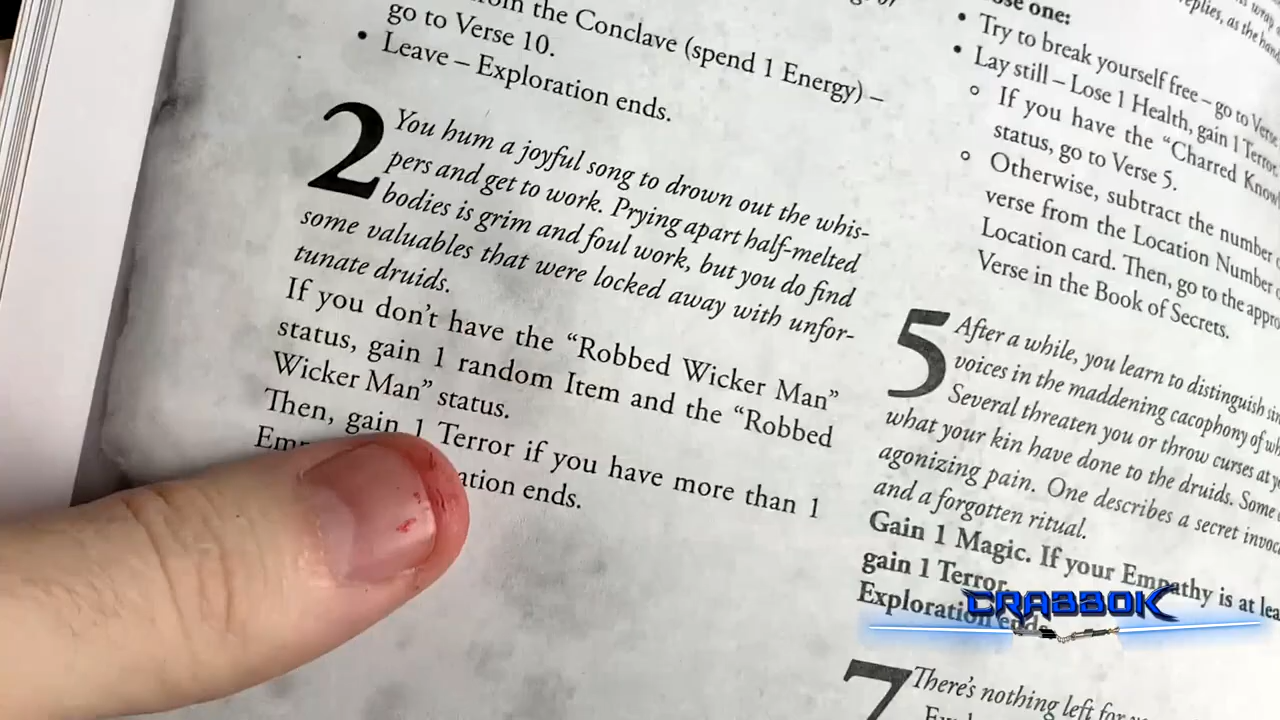 the Conclave (spend 1 Energy) –
go to Verse 10.
• Leave – Exploration ends.
2 You hum a joyful song to drown out the whis-
pers and get to work. Prying apart half-melted
bodies is grim and foul work, but you do find
some valuables that were locked away with unfor-
tunate druids.
If you don't have the “Robbed Wicker Man”
status, gain 1 random Item and the “Robbed
Wicker Man” status.
Then, gain 1 Terror if you have more than 1
ends.
one:
• Try to break yourself free – go to Verse
• Lay still – Lose 1 Health, gain 1 Terror.
○ If you have the “Charred
status, go to Verse 5.
○ Otherwise, subtract the number
verse from the Location Number
Location card. Then, go to the
Verse in the Book of Secrets.
5 After a while, you learn to distinguish
voices in the maddening cacophony of
Several threaten you or throw curses at
what your kin have done to the druids. Some
agonizing pain. One describes a secret
and a forgotten ritual.
Gain 1 Magic. If your Empathy is at
gain 1 Terror.
Exploration ends.
CRABBOK
7 There's nothing left for
replies, as the